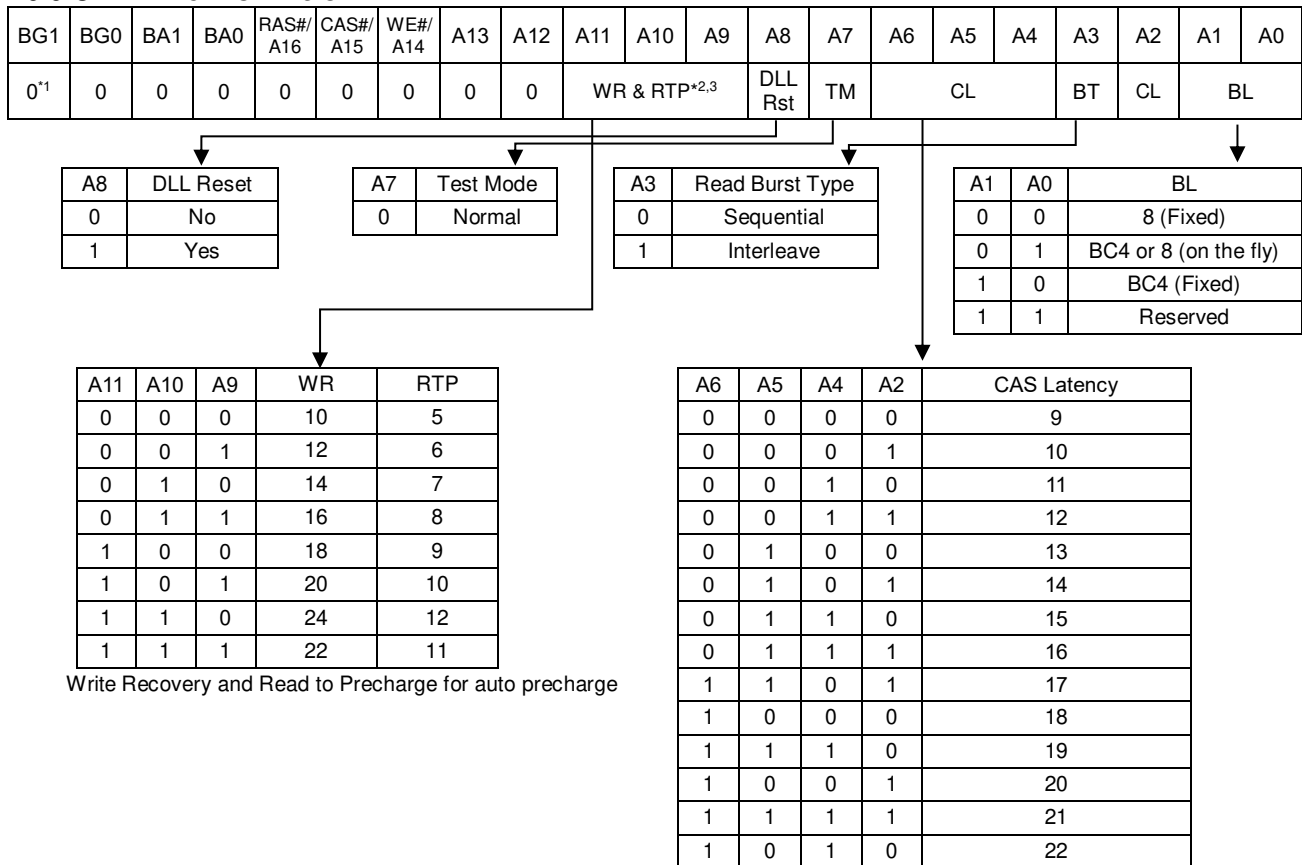 BG1 BG0 BA1 BA0 RAS#/A16 CAS#/A15 WE#/A14 A13 A12 A11 A10 A9 A8 A7 A6 A5 A4 A3 A2 A1 A0
0*1 0 0 0 0 0 0 0 0 WR & RTP*2,3 DLL Rst TM CL BT CL BL
A8 DLL Reset
0 No
1 Yes
A7 Test Mode
0 Normal
A3 Read Burst Type
0 Sequential
1 Interleave
A1 A0 BL
0 0 8 (Fixed)
0 1 BC4 or 8 (on the fly)
1 0 BC4 (Fixed)
1 1 Reserved
A11 A10 A9 WR RTP
0 0 0 10 5
0 0 1 12 6
0 1 0 14 7
0 1 1 16 8
1 0 0 18 9
1 0 1 20 10
1 1 0 24 12
1 1 1 22 11
Write Recovery and Read to Precharge for auto precharge
A6 A5 A4 A2 CAS Latency
0 0 0 0 9
0 0 0 1 10
0 0 1 0 11
0 0 1 1 12
0 1 0 0 13
0 1 0 1 14
0 1 1 0 15
0 1 1 1 16
1 1 0 1 17
1 0 0 0 18
1 1 1 0 19
1 0 0 1 20
1 1 1 1 21
1 0 1 0 22